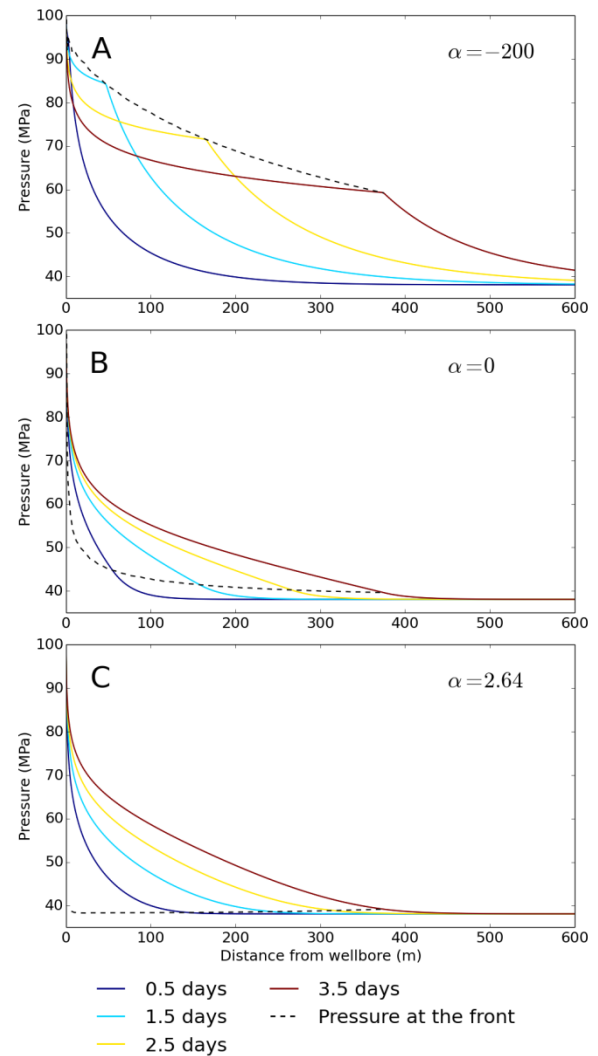 100
A
α=−200
90
80
70
60
50
40
Pressure (MPa)
0 100 200 300 400 500 600
100
B
α=0
90
80
70
60
50
40
Pressure (MPa)
0 100 200 300 400 500 600
100
C
α=2.64
90
80
70
60
50
40
Pressure (MPa)
0 100 200 300 400 500 600
Distance from wellbore (m)
0.5 days 3.5 days
1.5 days Pressure at the front
2.5 days